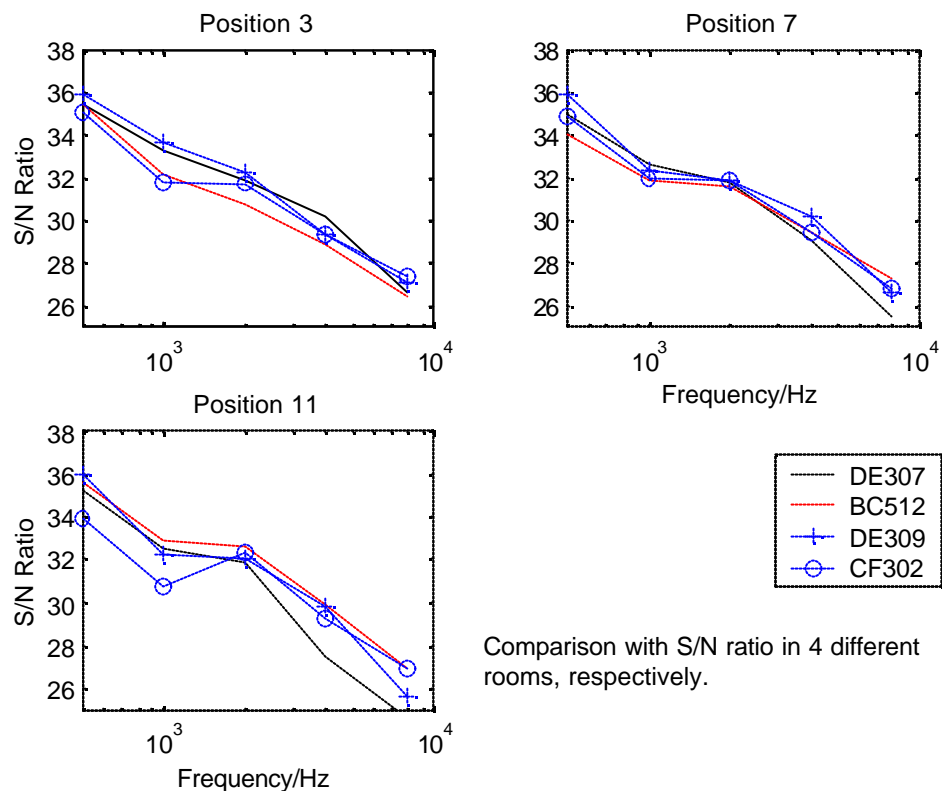 Position 3
38
36
34
32
30
28
26
S/N Ratio
10^3
10^4
Position 7
38
36
34
32
30
28
26
10^3
10^4
Frequency/Hz
Position 11
38
36
34
32
30
28
26
S/N Ratio
10^3
10^4
Frequency/Hz
DE307
BC512
DE309
CF302
Comparison with S/N ratio in 4 different
rooms, respectively.